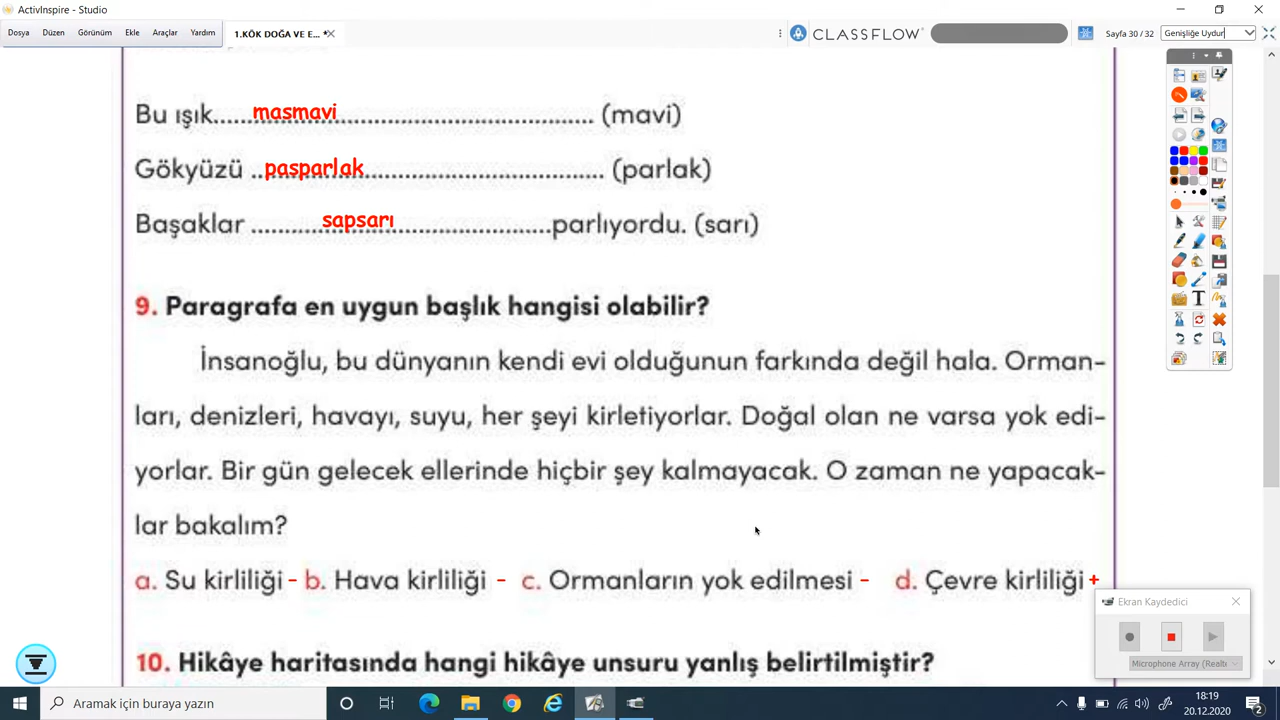 ActivInspire - Studio
Dosya Düzen Görünüm Ekle Araçlar Yardım
1.KÖK DOĞA VE E... *
CLASSFLOW
Sayfa 30 / 32
Genişliğe Uydur
Bu ışık.....masmavi...................................... (mavi)
Gökyüzü ..pasparlak.................................... (parlak)
Başaklar ..........sapsarı.......................parlıyordu. (sarı)
9. Paragrafa en uygun başlık hangisi olabilir?
İnsanoğlu, bu dünyanın kendi evi olduğunun farkında değil hala. Orman-
ları, denizleri, havayı, suyu, her şeyi kirletiyorlar. Doğal olan ne varsa yok edi-
yorlar. Bir gün gelecek ellerinde hiçbir şey kalmayacak. O zaman ne yapacak-
lar bakalım?
a. Su kirliliği - b. Hava kirliliği - c. Ormanların yok edilmesi - d. Çevre kirliliği +
Ekran Kaydedici
Microphone Array (Realte
10. Hikâye haritasında hangi hikâye unsuru yanlış belirtilmiştir?
Aramak için buraya yazın
18:19
20.12.2020
2